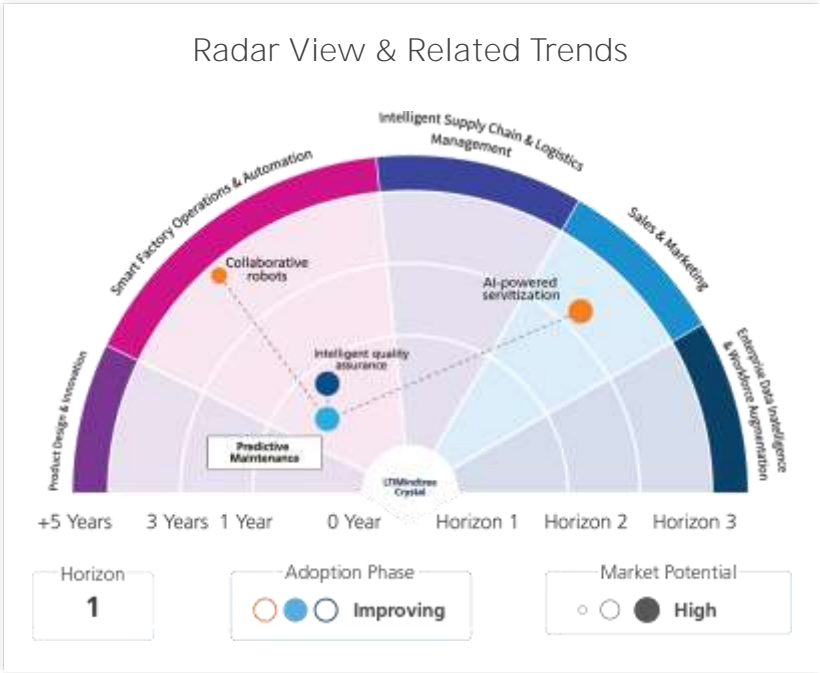 Radar View & Related Trends
Intelligent Supply Chain & Logistics
Management
Smart Factory Operations & Automation
Sales & Marketing
Collaborative
robots
AI-powered
servitization
Intelligent quality
assurance
Product Design & Innovation
Enterprise Data Inatelligence
& Workforce Augmentation
Predictive
Maintenance
LTIMindtree
Crystal
+5 Years
3 Years
1 Year
0 Year
Horizon 1
Horizon 2
Horizon 3
Horizon
1
Adoption Phase
Improving
Market Potential
High